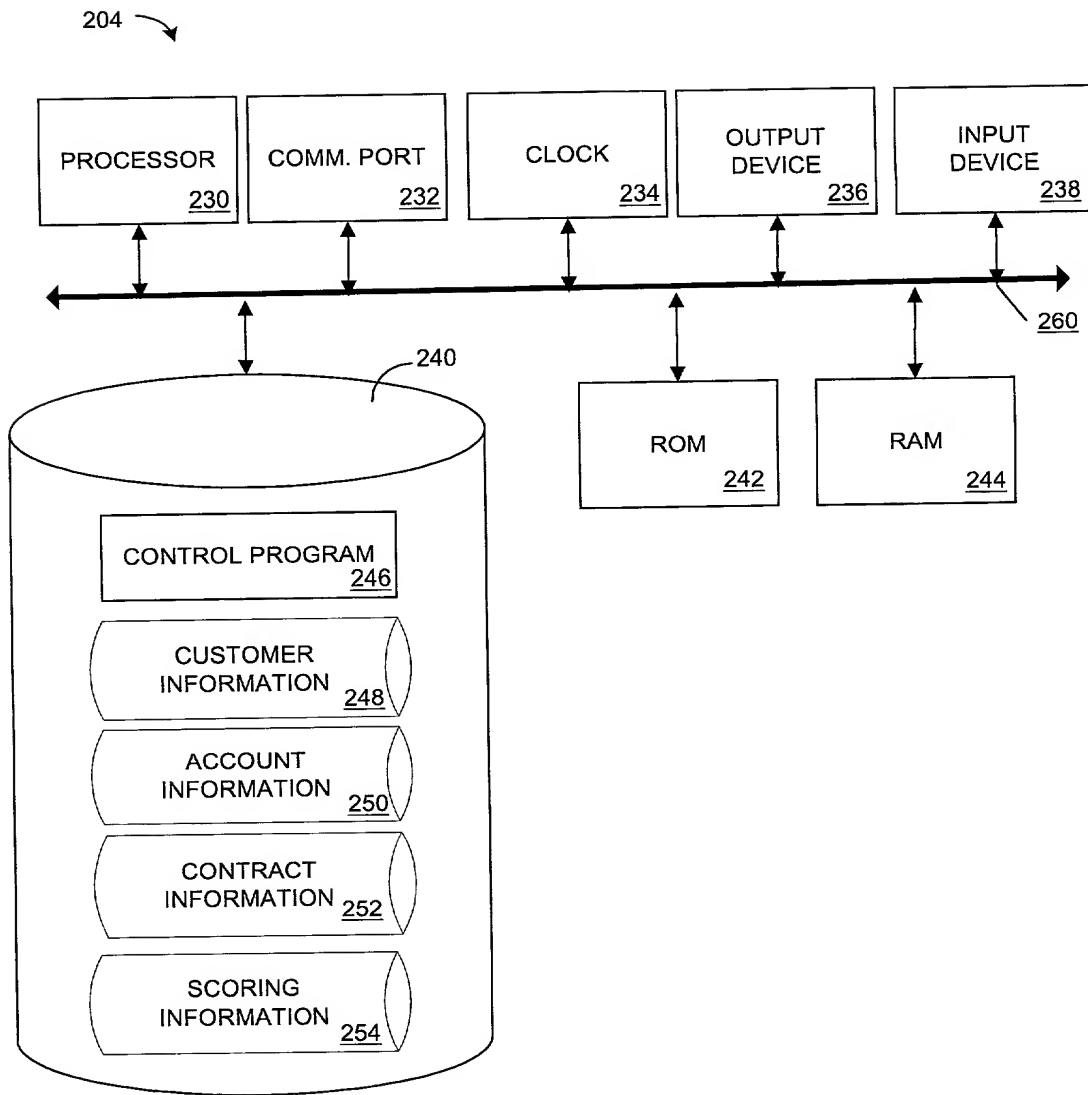 204
PROCESSOR
230
COMM. PORT
232
CLOCK
234
OUTPUT
DEVICE
236
INPUT
DEVICE
238
260
240
ROM
242
RAM
244
CONTROL PROGRAM
246
CUSTOMER
INFORMATION
248
ACCOUNT
INFORMATION
250
CONTRACT
INFORMATION
252
SCORING
INFORMATION
254